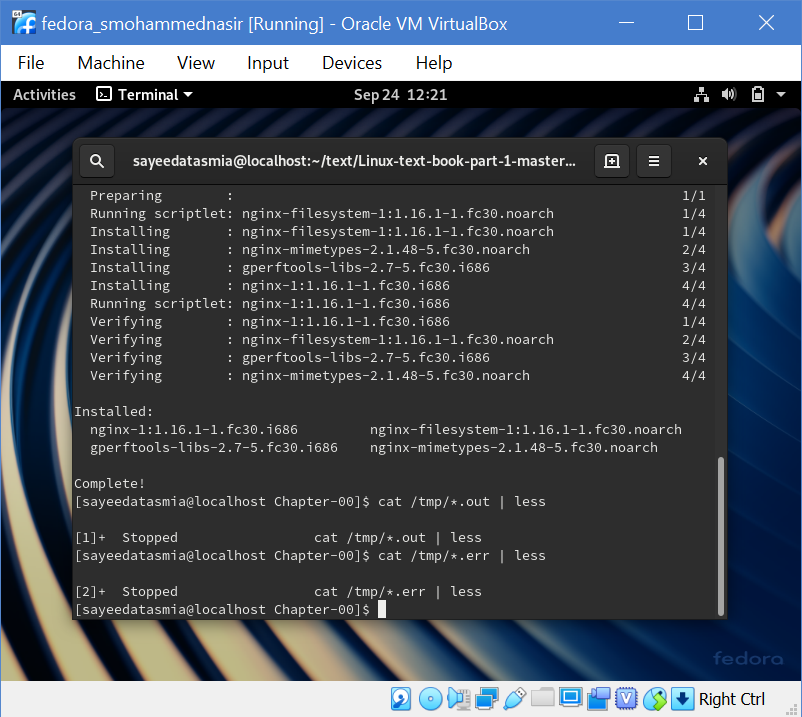 fedora_smohammednasir [Running] - Oracle VM VirtualBox
File Machine View Input Devices Help
Activities Terminal Sep 24 12:21
sayeedatasmia@localhost:~/text/Linux-text-book-part-1-master...
Preparing : 1/1
Running scriptlet: nginx-filesystem-1:1.16.1-1.fc30.noarch 1/4
Installing : nginx-filesystem-1:1.16.1-1.fc30.noarch 1/4
Installing : nginx-mimetypes-2.1.48-5.fc30.noarch 2/4
Installing : gperftools-libs-2.7-5.fc30.i686 3/4
Installing : nginx-1:1.16.1-1.fc30.i686 4/4
Running scriptlet: nginx-1:1.16.1-1.fc30.i686 4/4
Verifying : nginx-1:1.16.1-1.fc30.i686 1/4
Verifying : nginx-filesystem-1:1.16.1-1.fc30.noarch 2/4
Verifying : gperftools-libs-2.7-5.fc30.i686 3/4
Verifying : nginx-mimetypes-2.1.48-5.fc30.noarch 4/4
Installed:
nginx-1:1.16.1-1.fc30.i686 nginx-filesystem-1:1.16.1-1.fc30.noarch
gperftools-libs-2.7-5.fc30.i686 nginx-mimetypes-2.1.48-5.fc30.noarch
Complete!
[sayeedatasmia@localhost Chapter-00]$ cat /tmp/*.out | less
[1]+ Stopped cat /tmp/*.out | less
[sayeedatasmia@localhost Chapter-00]$ cat /tmp/*.err | less
[2]+ Stopped cat /tmp/*.err | less
[sayeedatasmia@localhost Chapter-00]$
fedora
Right Ctrl